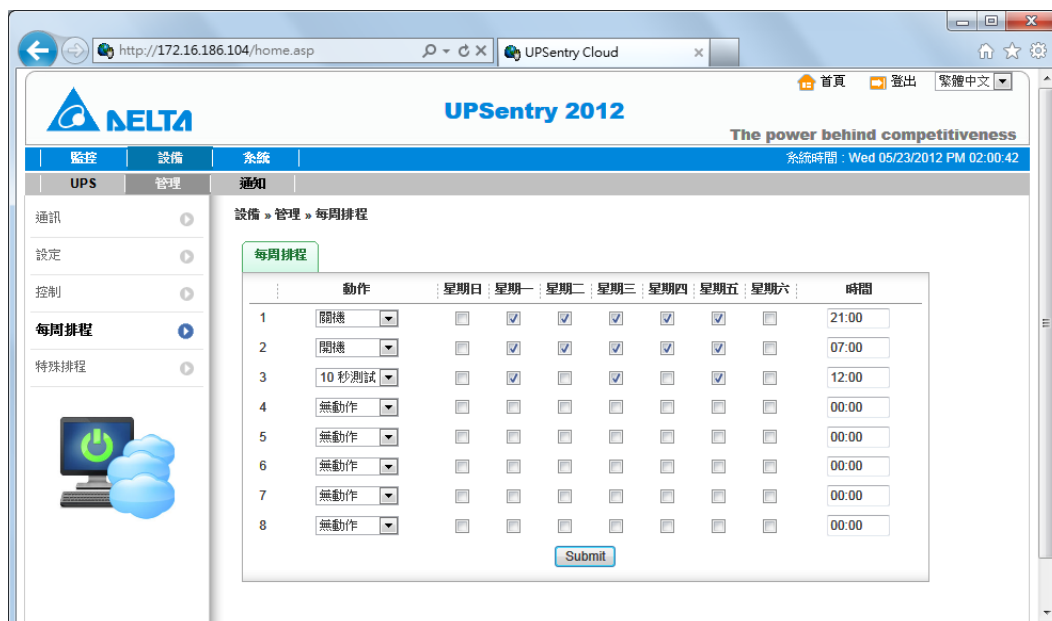 http://172.16.186.104/home.asp
UPSentry Cloud
首頁 登出 繁體中文
DELTA
UPSentry 2012
The power behind competitiveness
監控 設備 系統 系統時間 : Wed 05/23/2012 PM 02:00:42
UPS 管理 通知
通訊
設定
控制
每周排程
特殊排程
設備 » 管理 » 每周排程
每周排程
動作 星期日 星期一 星期二 星期三 星期四 星期五 星期六 時間
1 關機 21:00
2 開機 07:00
3 10 秒測試 12:00
4 無動作 00:00
5 無動作 00:00
6 無動作 00:00
7 無動作 00:00
8 無動作 00:00
Submit